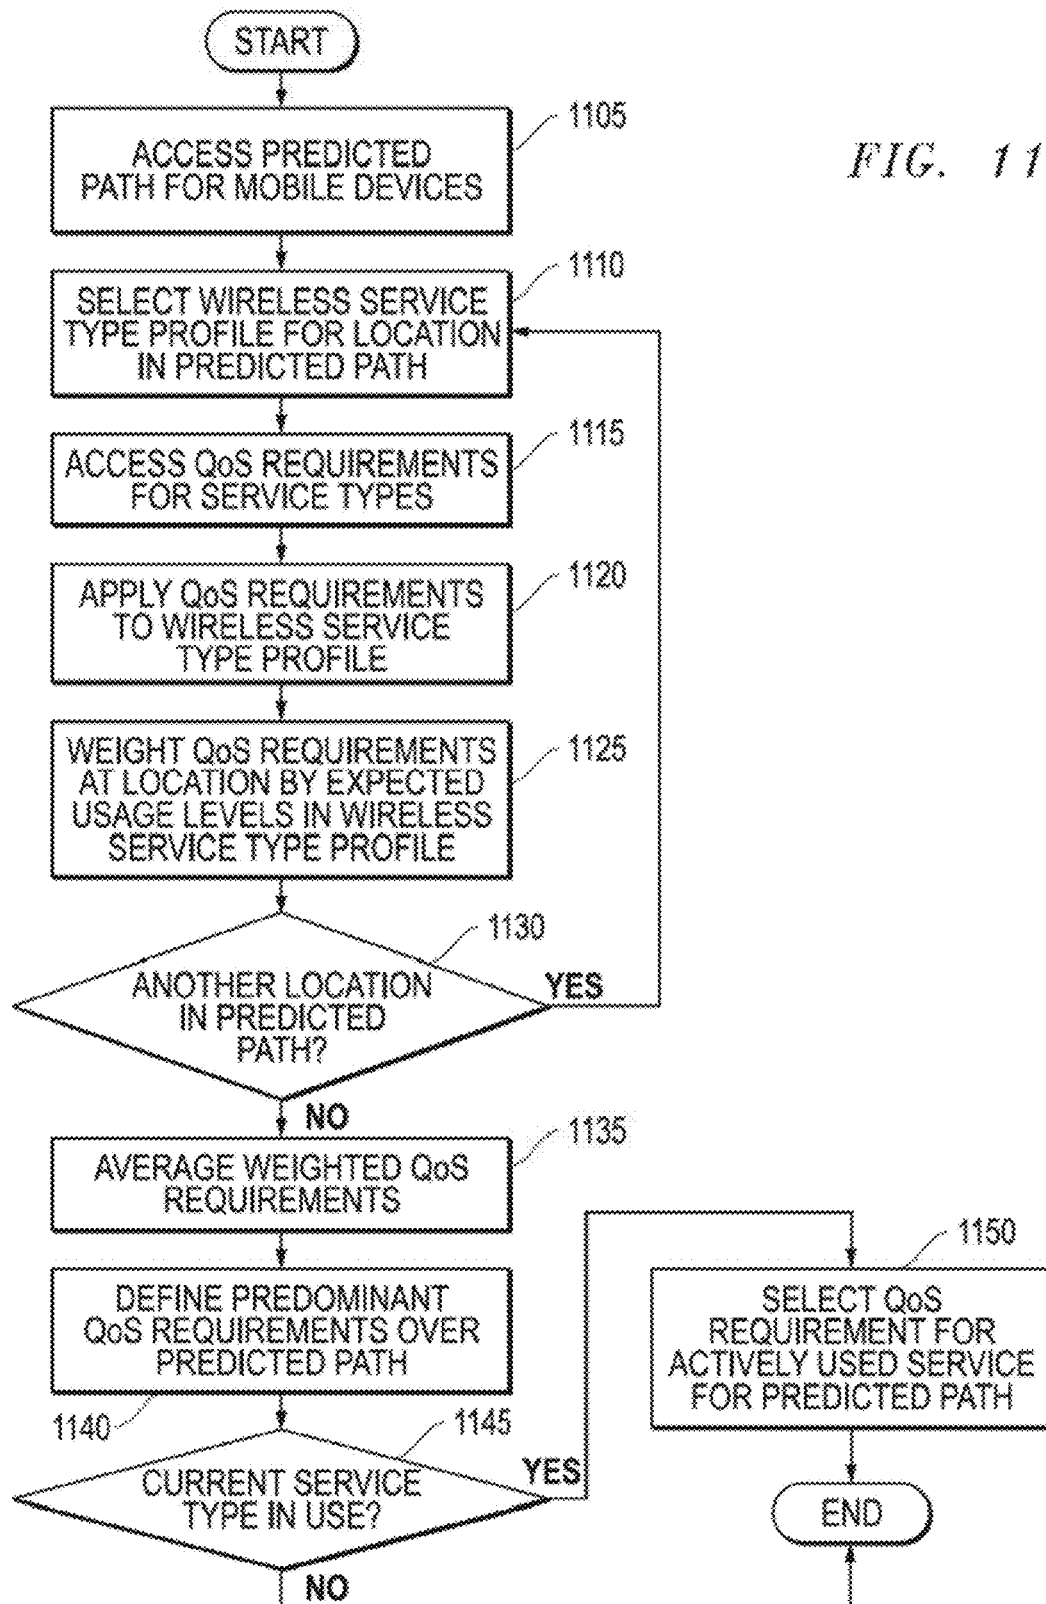 START
1105
FIG. 11
ACCESS PREDICTED
PATH FOR MOBILE DEVICES
1110
SELECT WIRELESS SERVICE
TYPE PROFILE FOR LOCATION
IN PREDICTED PATH
1115
ACCESS QoS REQUIREMENTS
FOR SERVICE TYPES
1120
APPLY QoS REQUIREMENTS
TO WIRELESS SERVICE
TYPE PROFILE
1125
WEIGHT QoS REQUIREMENTS
AT LOCATION BY EXPECTED
USAGE LEVELS IN WIRELESS
SERVICE TYPE PROFILE
1130
ANOTHER LOCATION
IN PREDICTED
PATH?
YES
NO
1135
AVERAGE WEIGHTED QoS
REQUIREMENTS
DEFINE PREDOMINANT
QoS REQUIREMENTS OVER
PREDICTED PATH
1140
1145
CURRENT SERVICE
TYPE IN USE?
YES
NO
1150
SELECT QoS
REQUIREMENT FOR
ACTIVELY USED SERVICE
FOR PREDICTED PATH
END